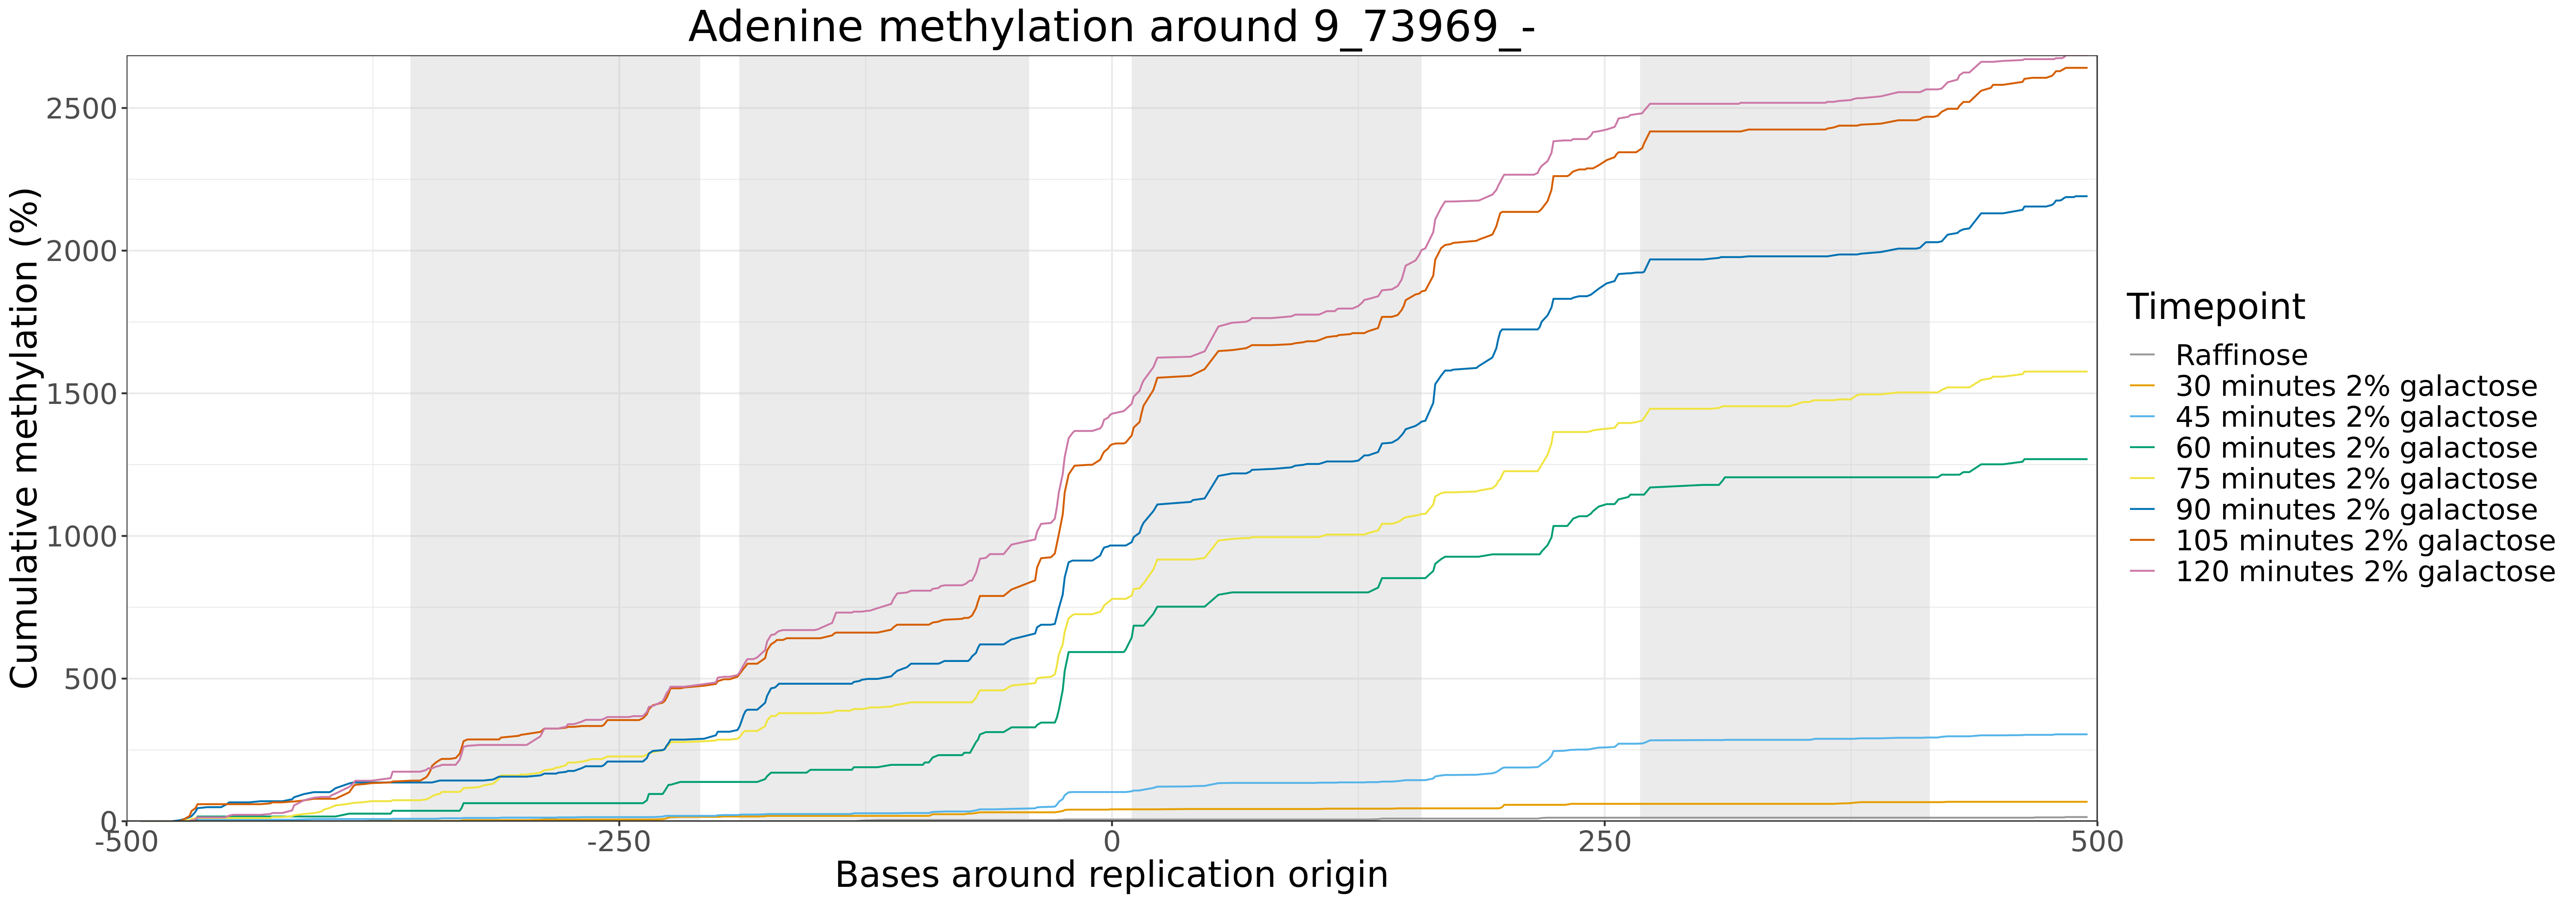 Adenine methylation around 9_73969_-
Cumulative methylation (%)
2500
2000
1500
1000
500
0
-500
-250
0
250
500
Bases around replication origin
Timepoint
Raffinose
30 minutes 2% galactose
45 minutes 2% galactose
60 minutes 2% galactose
75 minutes 2% galactose
90 minutes 2% galactose
105 minutes 2% galactose
120 minutes 2% galactose